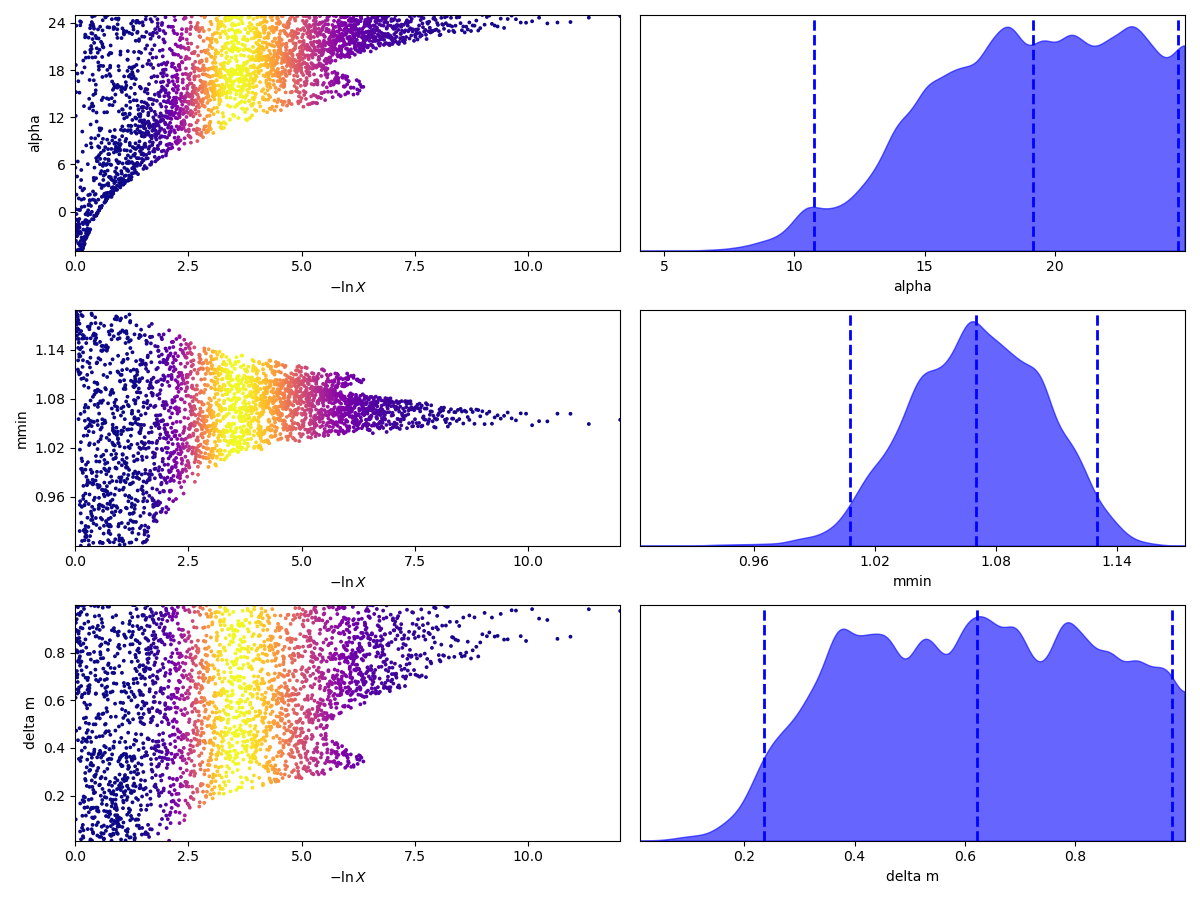 24
18
12
6
0
alpha
0.0 2.5 5.0 7.5 10.0
−ln X
5 10 15 20
alpha
1.14
1.08
1.02
0.96
mmin
0.0 2.5 5.0 7.5 10.0
−ln X
0.96 1.02 1.08 1.14
mmin
0.8
0.6
0.4
0.2
delta m
0.0 2.5 5.0 7.5 10.0
−ln X
0.2 0.4 0.6 0.8
delta m